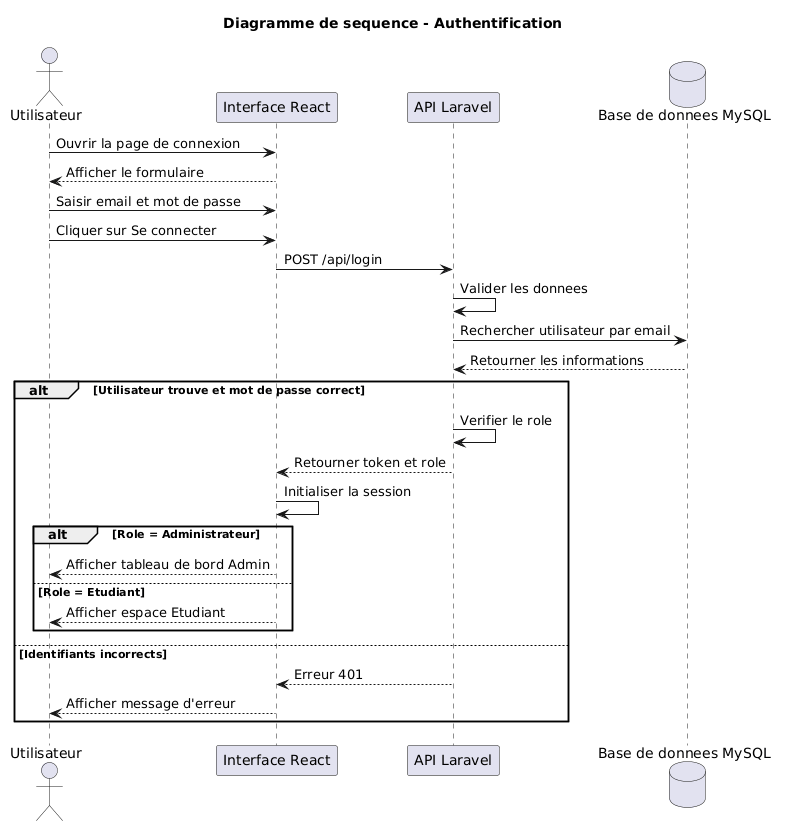 Diagramme de sequence - Authentification
Utilisateur
Interface React
API Laravel
Base de donnees MySQL
Ouvrir la page de connexion
Afficher le formulaire
Saisir email et mot de passe
Cliquer sur Se connecter
POST /api/login
Valider les donnees
Rechercher utilisateur par email
Retourner les informations
alt [Utilisateur trouve et mot de passe correct]
Verifier le role
Retourner token et role
Initialiser la session
alt [Role = Administrateur]
Afficher tableau de bord Admin
[Role = Etudiant]
Afficher espace Etudiant
[Identifiants incorrects]
Erreur 401
Afficher message d'erreur
Utilisateur
Interface React
API Laravel
Base de donnees MySQL